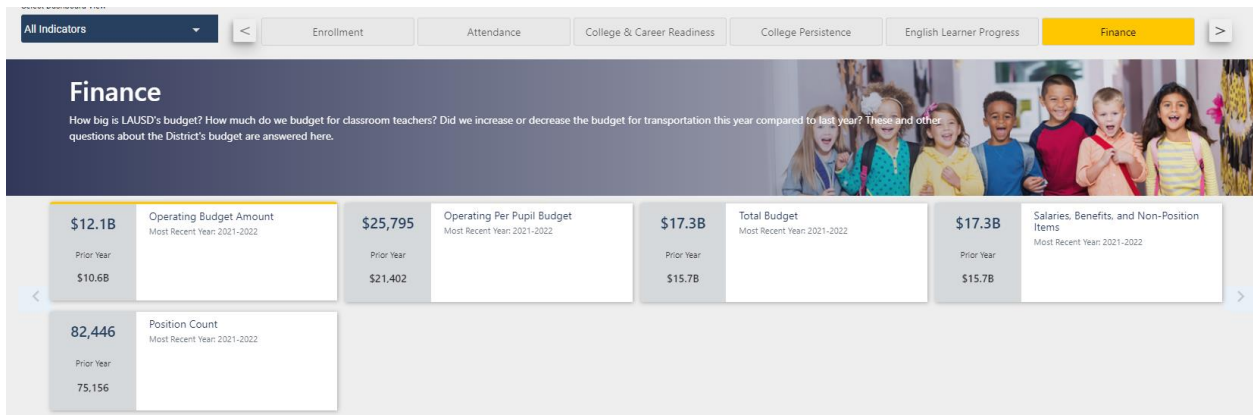 Select Dashboard View
All Indicators
<
Enrollment
Attendance
College & Career Readiness
College Persistence
English Learner Progress
Finance
>
Finance
How big is LAUSD's budget? How much do we budget for classroom teachers? Did we increase or decrease the budget for transportation this year compared to last year? These and other
questions about the District's budget are answered here.
$12.1B
Prior Year
$10.6B
Operating Budget Amount
Most Recent Year: 2021-2022
$25,795
Prior Year
$21,402
Operating Per Pupil Budget
Most Recent Year: 2021-2022
$17.3B
Prior Year
$15.7B
Total Budget
Most Recent Year: 2021-2022
$17.3B
Prior Year
$15.7B
Salaries, Benefits, and Non-Position
Items
Most Recent Year: 2021-2022
82,446
Prior Year
75,156
Position Count
Most Recent Year: 2021-2022